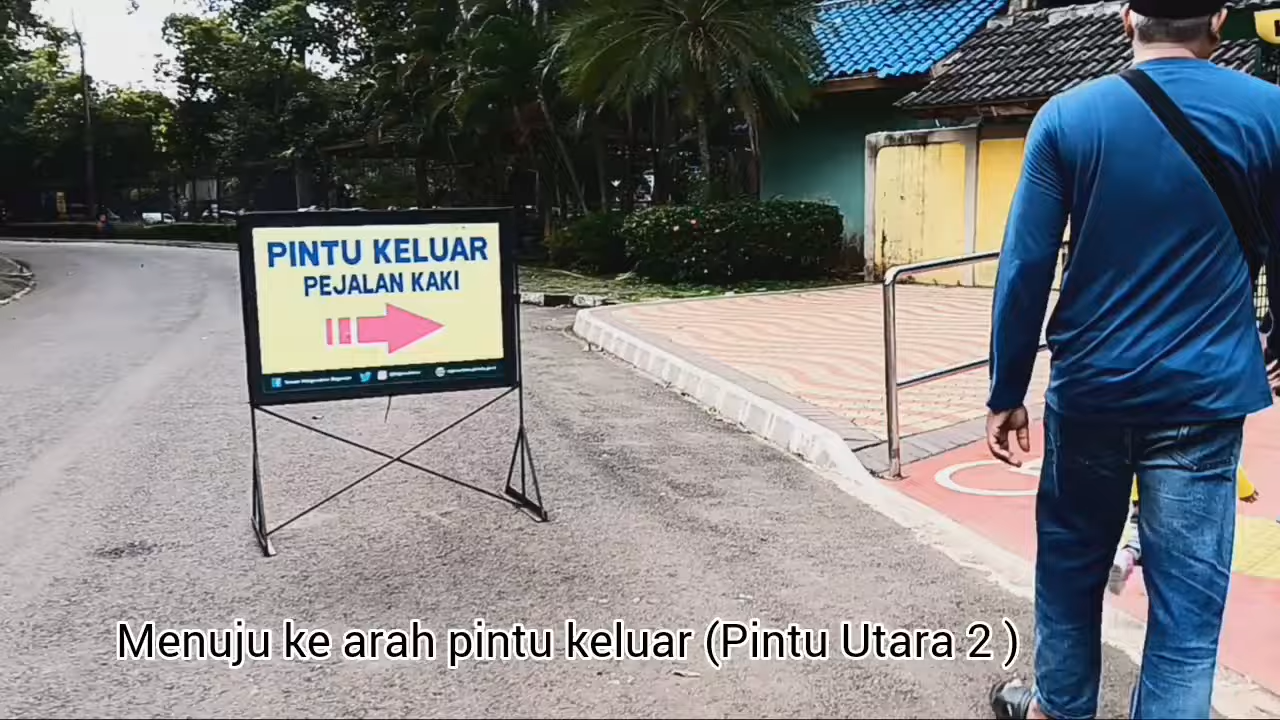 PINTU KELUAR
PEJALAN KAKI
Menuju ke arah pintu keluar (Pintu Utara 2 )